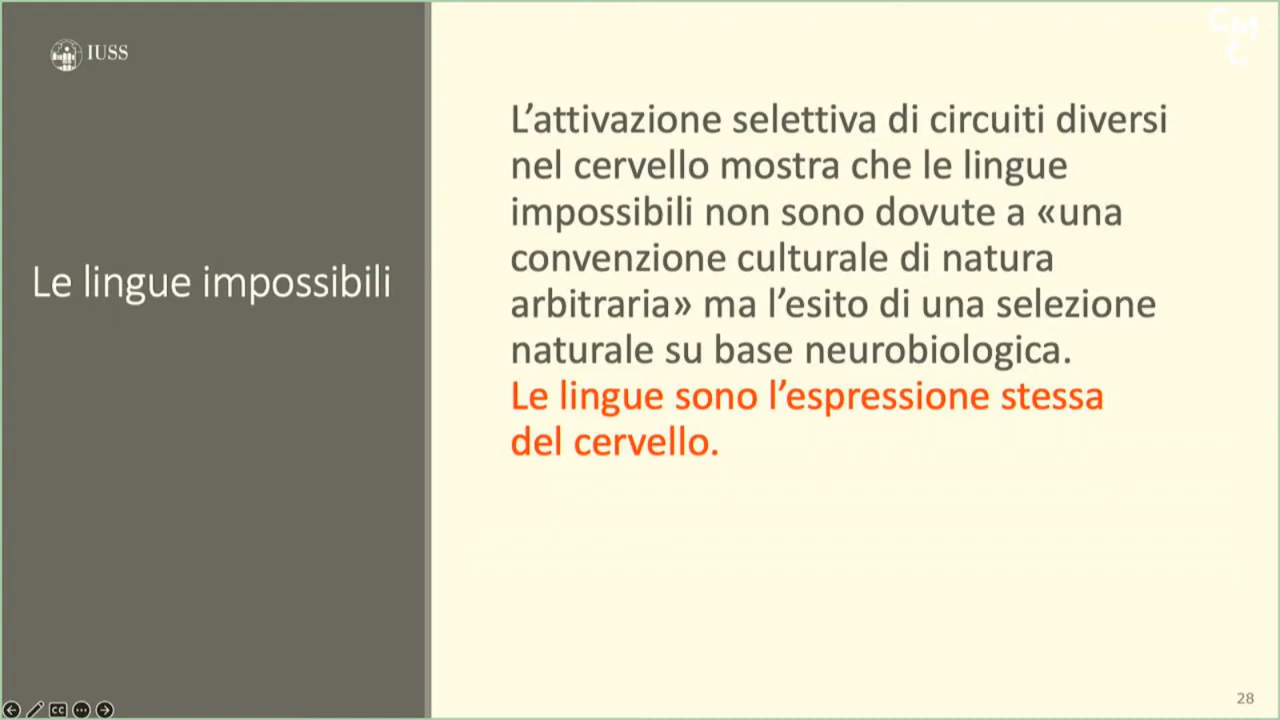 IUSS
CMC
Le lingue impossibili
L’attivazione selettiva di circuiti diversi
nel cervello mostra che le lingue
impossibili non sono dovute a «una
convenzione culturale di natura
arbitraria» ma l’esito di una selezione
naturale su base neurobiologica.
Le lingue sono l’espressione stessa
del cervello.
CC
28